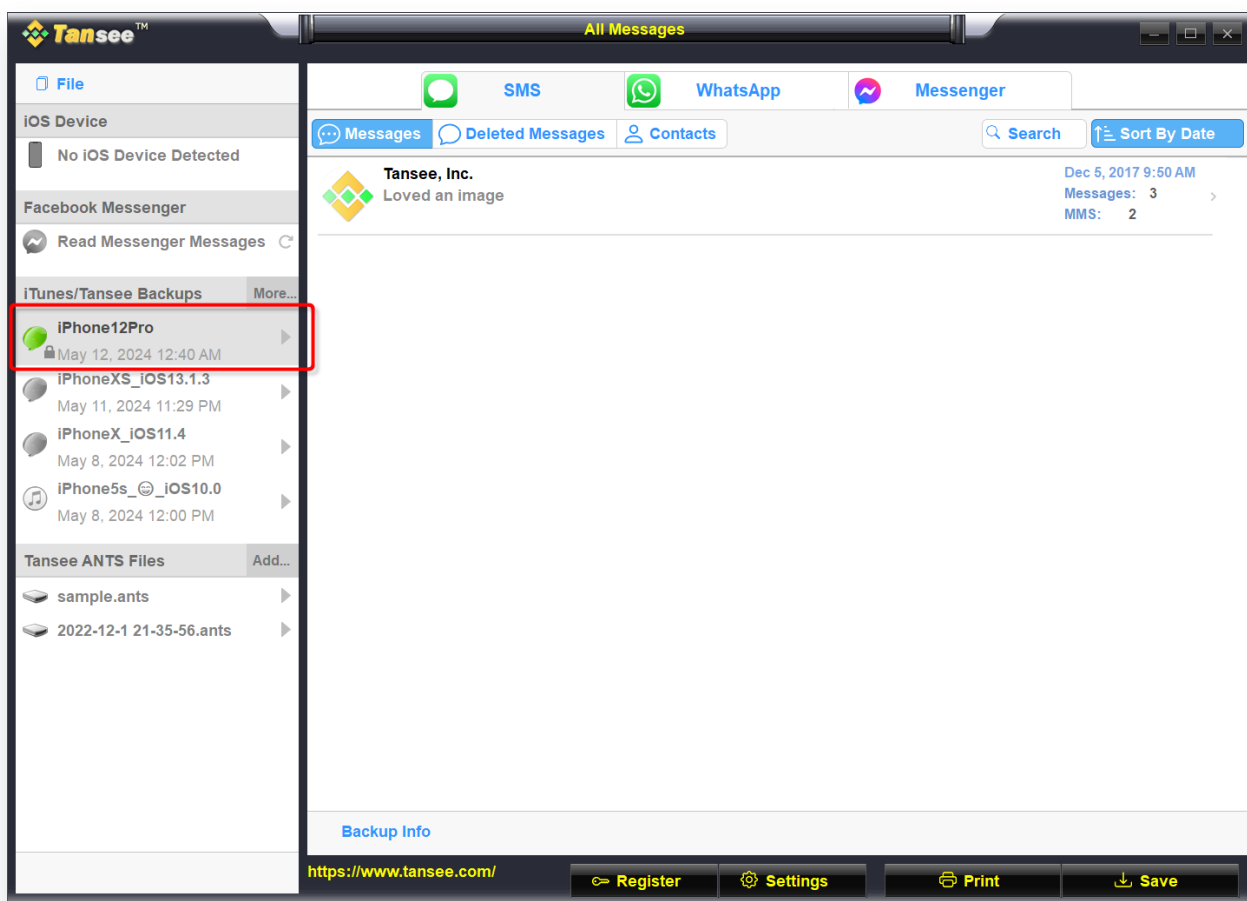 Tansee™
All Messages
File
iOS Device
No iOS Device Detected
Facebook Messenger
Read Messenger Messages
iTunes/Tansee Backups More...
iPhone12Pro
May 12, 2024 12:40 AM
iPhoneXS_iOS13.1.3
May 11, 2024 11:29 PM
iPhoneX_iOS11.4
May 8, 2024 12:02 PM
iPhone5s_😁_iOS10.0
May 8, 2024 12:00 PM
Tansee ANTS Files Add...
sample.ants
2022-12-1 21-35-56.ants
SMS WhatsApp Messenger
Messages Deleted Messages Contacts Search Sort By Date
Tansee, Inc. Dec 5, 2017 9:50 AM
Loved an image Messages: 3
MMS: 2
Backup Info
https://www.tansee.com/ Register Settings Print Save